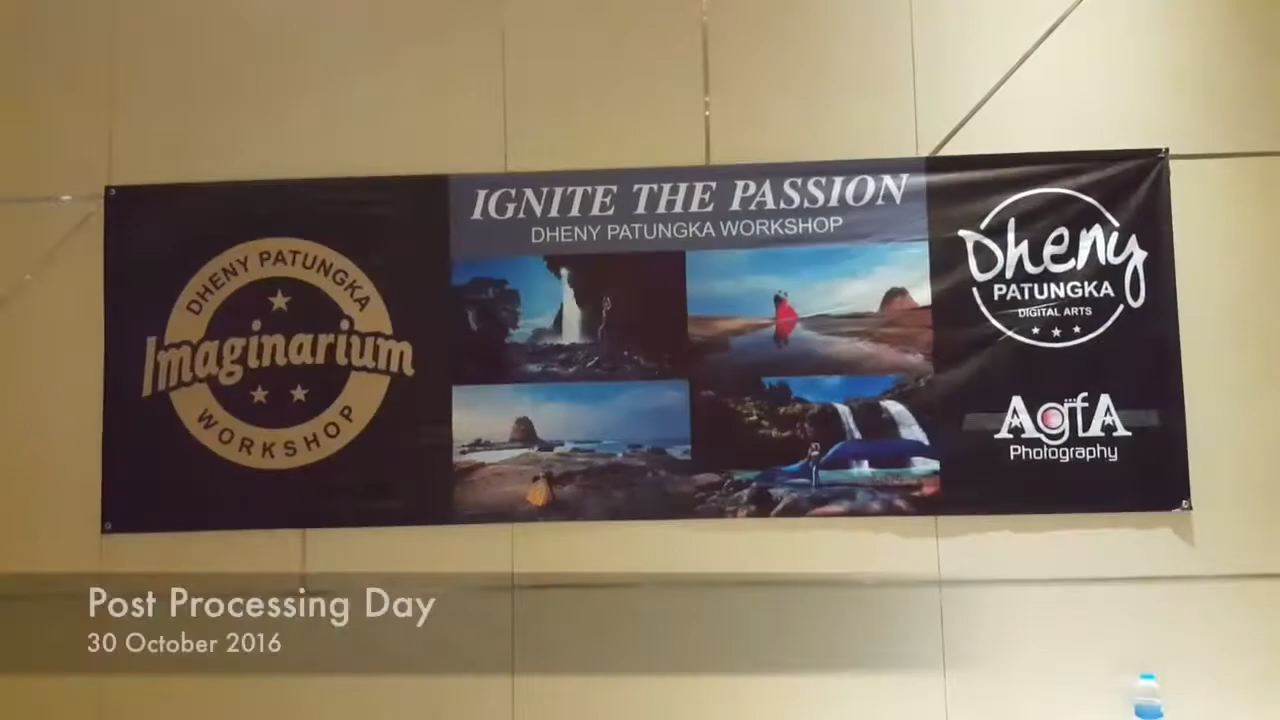 DHENY PATUNGKA
Imaginarium
WORKSHOP
IGNITE THE PASSION
DHENY PATUNGKA WORKSHOP
Dheny
PATUNGKA
DIGITAL ARTS
AgifA
Photography
Post Processing Day
30 October 2016